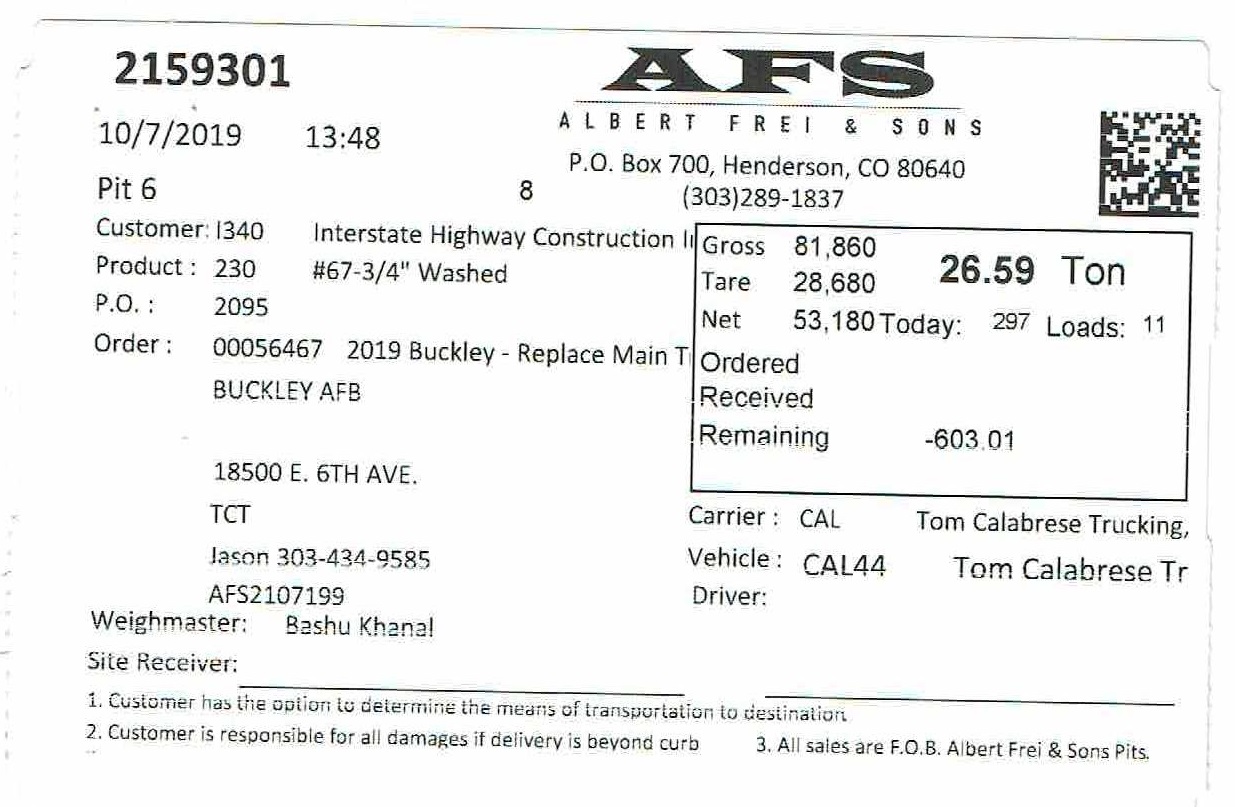 2159301
AFS
ALBERT FREI & SONS
10/7/2019 13:48
P.O. Box 700, Henderson, CO 80640
Pit 6 8 (303)289-1837
Customer: I340 Interstate Highway Construction I
Gross 81,860 26.59 Ton
Product : 230 #67-3/4" Washed
Tare 28,680
P.O. : 2095
Net 53,180 Today: 297 Loads: 11
Order : 00056467 2019 Buckley - Replace Main T
Ordered
BUCKLEY AFB
Received
Remaining -603.01
18500 E. 6TH AVE.
TCT
Carrier : CAL Tom Calabrese Trucking,
Jason 303-434-9585
Vehicle : CAL44 Tom Calabrese Tr
AFS2107199
Driver:
Weighmaster: Bashu Khanal
Site Receiver:
1. Customer has the option to determine the means of transportation to destination
2. Customer is responsible for all damages if delivery is beyond curb 3. All sales are F.O.B. Albert Frei & Sons Pits.